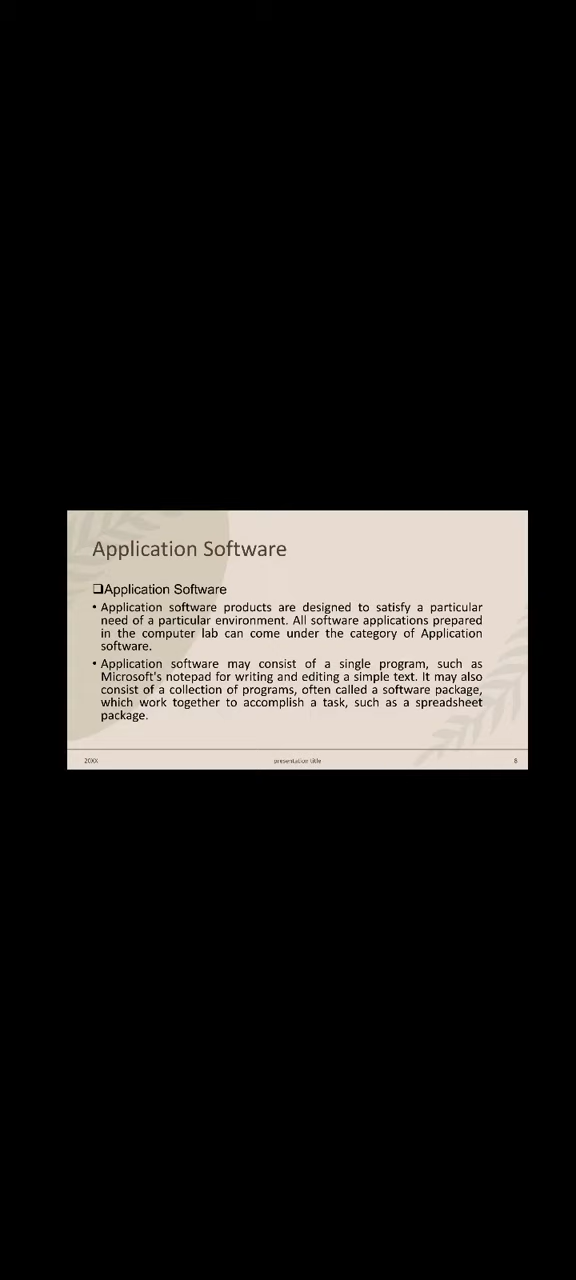 Application Software
❑Application Software
• Application software products are designed to satisfy a particular
need of a particular environment. All software applications prepared
in the computer lab can come under the category of Application
software.
• Application software may consist of a single program, such as
Microsoft's notepad for writing and editing a simple text. It may also
consist of a collection of programs, often called a software package,
which work together to accomplish a task, such as a spreadsheet
package.
20XX
presentation title
8